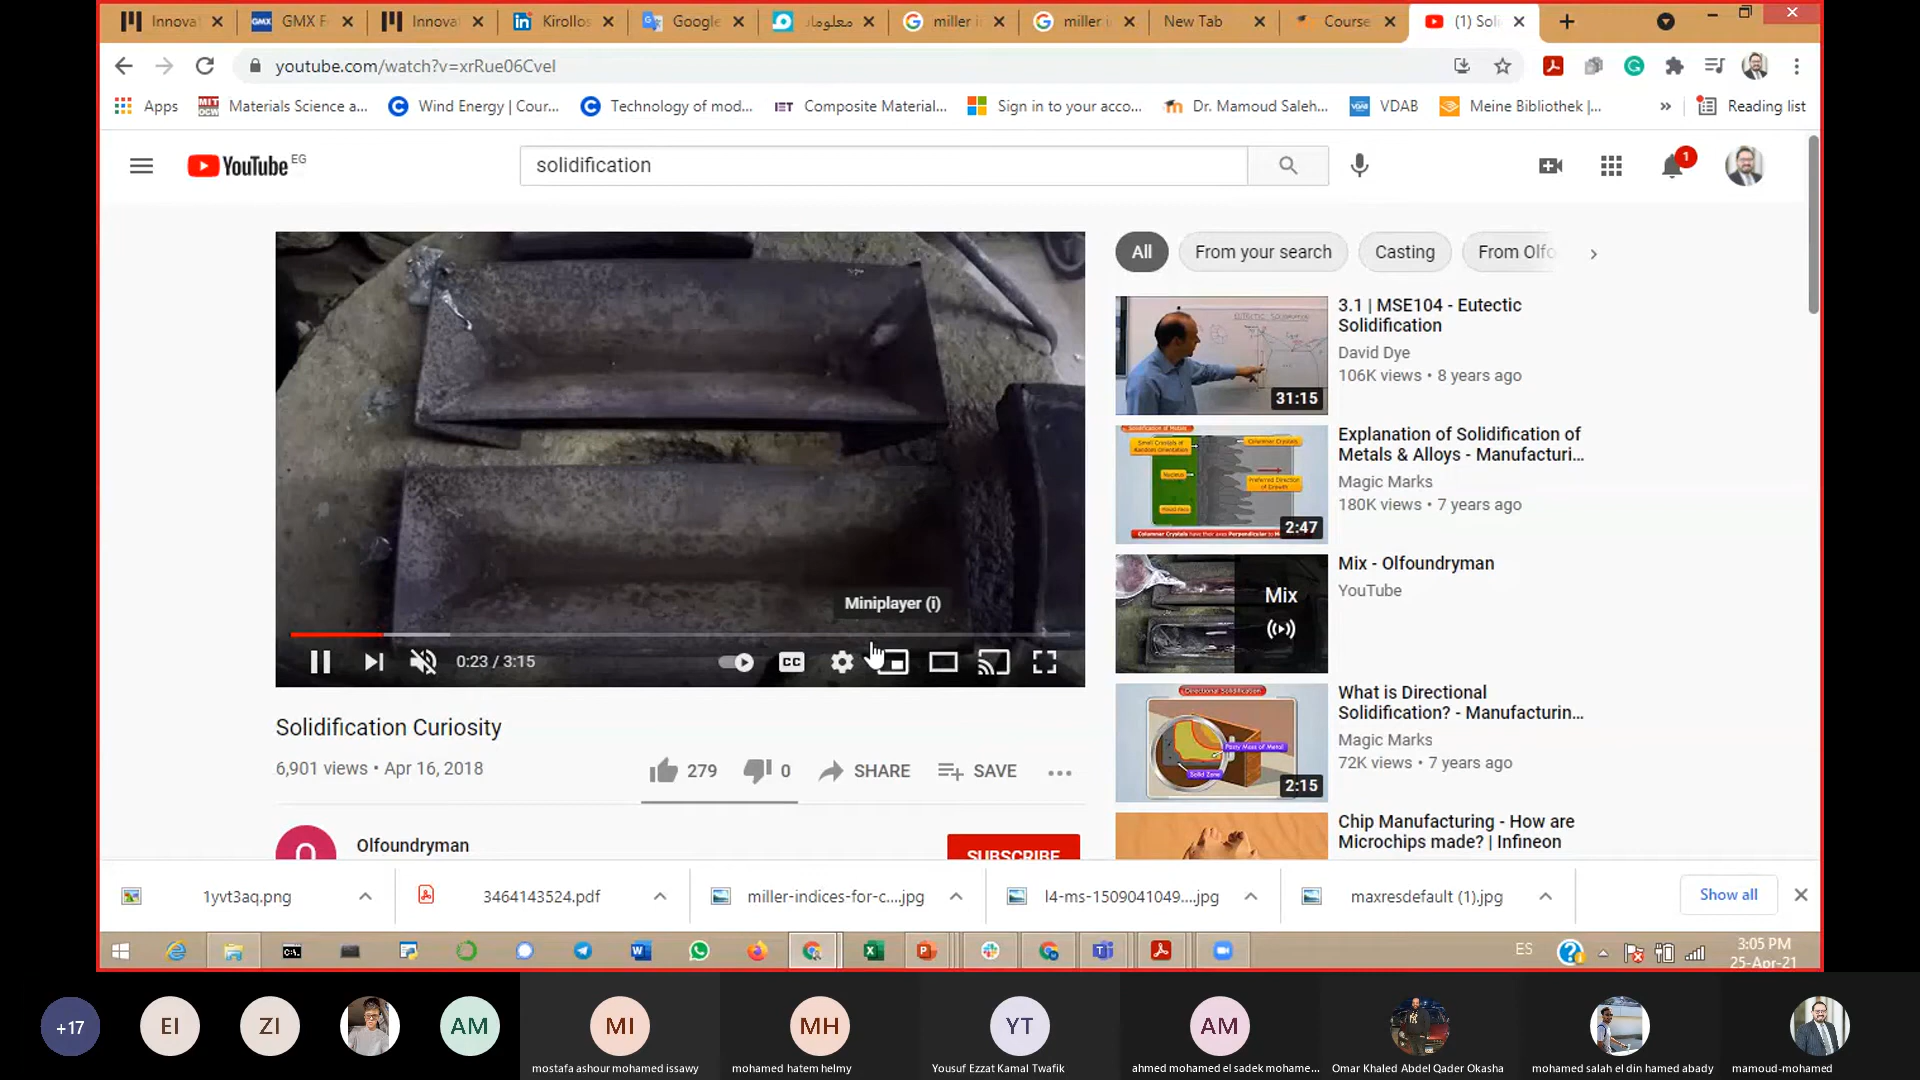 Innova
GMX F
Innova
Kirollos
Google
معلومات
miller i
miller i
New Tab
Course
(1) Soli
youtube.com/watch?v=xrRue06CveI
Apps
Materials Science a...
Wind Energy | Cour...
Technology of mod...
IET
Composite Material...
Sign in to your acco...
Dr. Mamoud Saleh...
VDAB
Meine Bibliothek |...
»
Reading list
YouTube EG
solidification
1
All
From your search
Casting
From Olfo
Miniplayer (i)
0:23 / 3:15
CC
Solidification Curiosity
6,901 views • Apr 16, 2018
279
0
SHARE
SAVE
Olfoundryman
SUBSCRIBE
3.1 | MSE104 - Eutectic
Solidification
David Dye
106K views • 8 years ago
31:15
Explanation of Solidification of
Metals & Alloys - Manufacturi...
Magic Marks
180K views • 7 years ago
2:47
Mix - Olfoundryman
YouTube
Mix
What is Directional
Solidification? - Manufacturin...
Magic Marks
72K views • 7 years ago
2:15
Chip Manufacturing - How are
Microchips made? | Infineon
1yvt3aq.png
3464143524.pdf
miller-indices-for-c....jpg
l4-ms-1509041049....jpg
maxresdefault (1).jpg
Show all
ES
3:05 PM
25-Apr-21
+17
EI
ZI
AM
MI
mostafa ashour mohamed issawy
MH
mohamed hatem helmy
YT
Yousuf Ezzat Kamal Twafik
AM
ahmed mohamed el sadek mohame...
Omar Khaled Abdel Qader Okasha
mohamed salah el din hamed abady
mamoud-mohamed